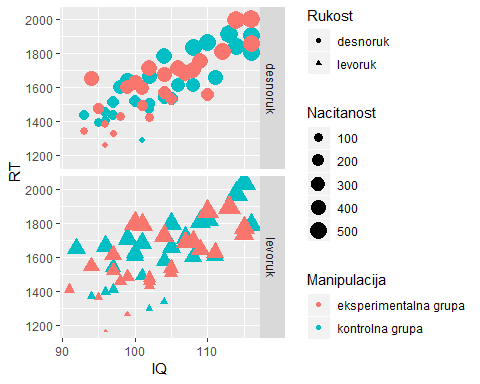 2000
1800
1600
1400
1200
desnoruk
2000
1800
1600
1400
1200
levoruk
RT
90
100
110
IQ
Rukost
desnoruk
levoruk
Nacitanost
100
200
300
400
500
Manipulacija
eksperimentalna grupa
kontrolna grupa